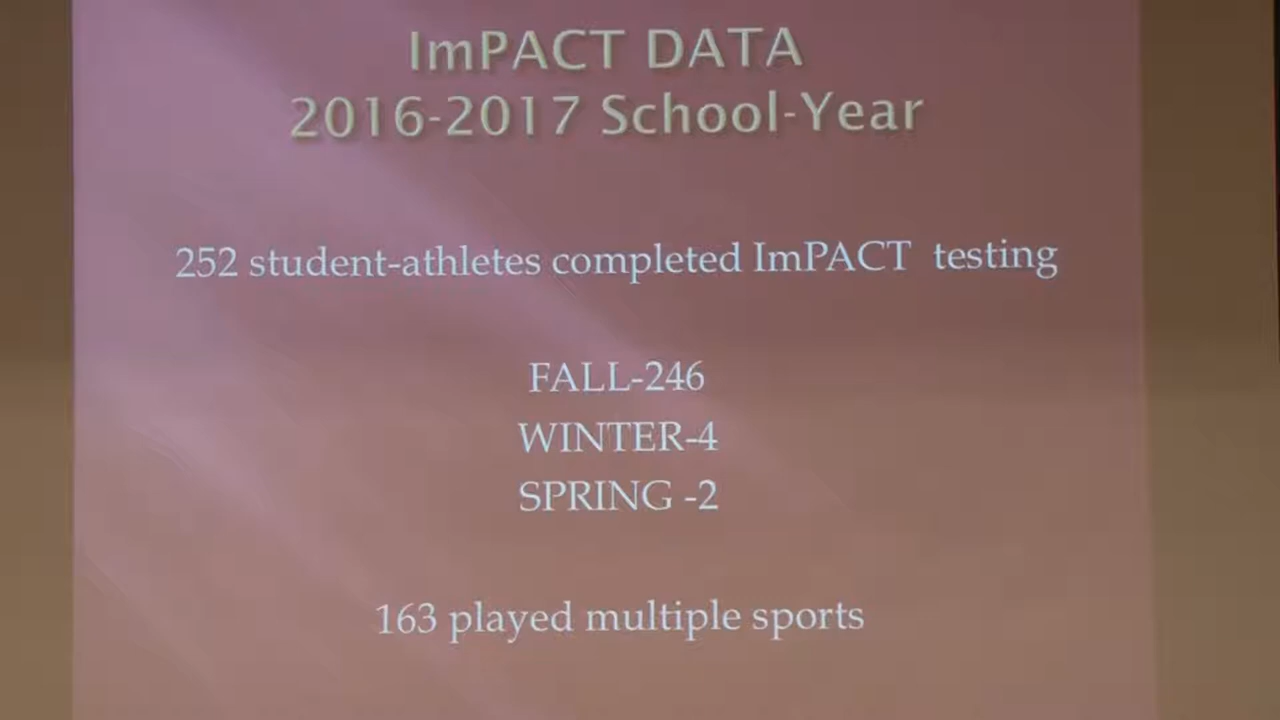 ImPACT DATA
2016-2017 School-Year
252 student-athletes completed ImPACT testing
FALL-246
WINTER-4
SPRING -2
163 played multiple sports